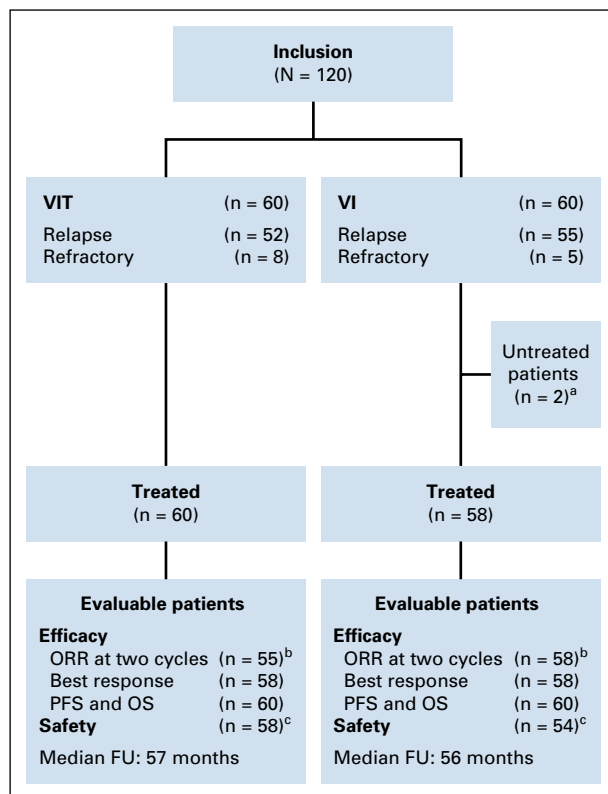 Inclusion
(N = 120)
VIT (n = 60)
Relapse (n = 52)
Refractory (n = 8)
VI (n = 60)
Relapse (n = 55)
Refractory (n = 5)
Untreated
patients
(n = 2)a
Treated
(n = 60)
Treated
(n = 58)
Evaluable patients
Efficacy
ORR at two cycles (n = 55)b
Best response (n = 58)
PFS and OS (n = 60)
Safety (n = 58)c
Median FU: 57 months
Evaluable patients
Efficacy
ORR at two cycles (n = 58)b
Best response (n = 58)
PFS and OS (n = 60)
Safety (n = 54)c
Median FU: 56 months